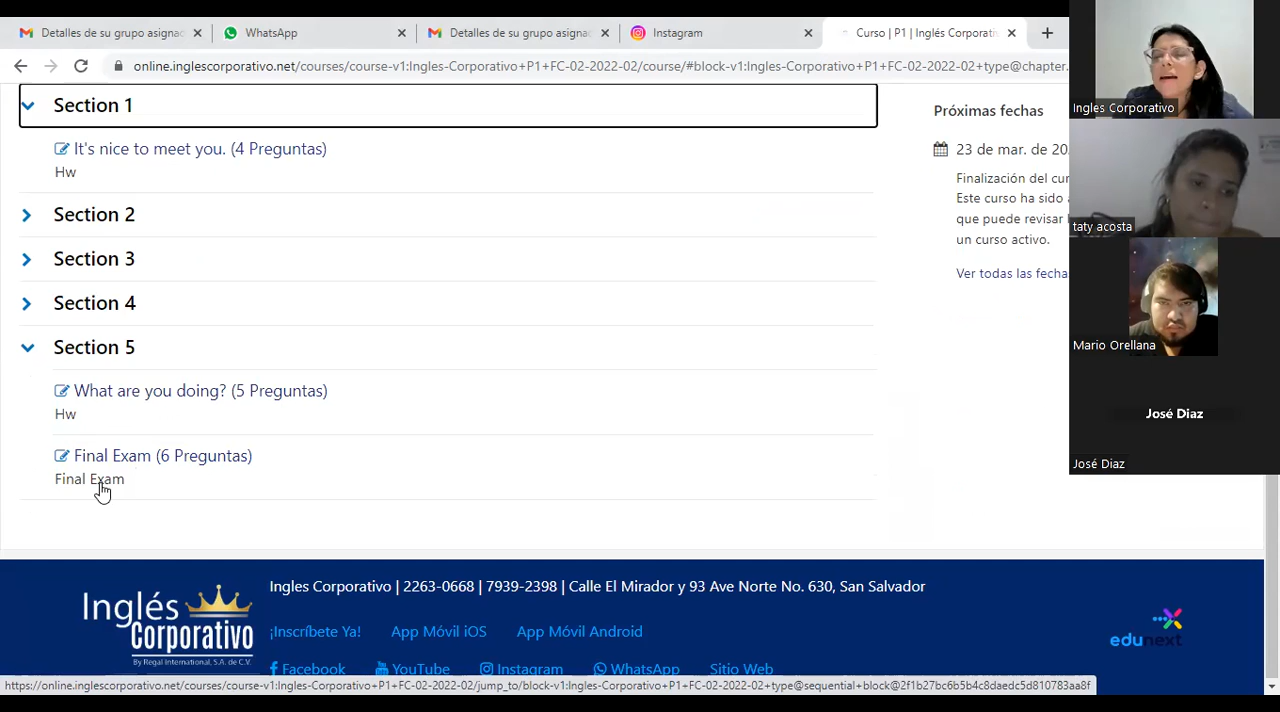 Detalles de su grupo asigna
WhatsApp
Detalles de su grupo asigna
Instagram
Curso | P1 | Inglés Corporati
online.inglescorporativo.net/courses/course-v1:Ingles-Corporativo+P1+FC-02-2022-02/course/#block-v1:Ingles-Corporativo+P1+FC-02-2022-02+type@chapter.
Section 1
It's nice to meet you. (4 Preguntas)
Hw
Section 2
Section 3
Section 4
Section 5
What are you doing? (5 Preguntas)
Hw
Final Exam (6 Preguntas)
Final Exam
Próximas fechas
23 de mar. de 20
Finalización del cur
Este curso ha sido
que puede revisar
un curso activo.
Ver todas las fecha
Ingles Corporativo
taty acosta
Mario Orellana
José Diaz
José Diaz
Inglés
Corporativo
By Regal International, S.A. de C.V.
Ingles Corporativo | 2263-0668 | 7939-2398 | Calle El Mirador y 93 Ave Norte No. 630, San Salvador
¡Inscríbete Ya! App Móvil iOS App Móvil Android
Facebook YouTube Instagram WhatsApp Sitio Web
edunext
https://online.inglescorporativo.net/courses/course-v1:Ingles-Corporativo+P1+FC-02-2022-02/jump_to/block-v1:Ingles-Corporativo+P1+FC-02-2022-02+type@sequential+block@2f1b27bc6b5b4c8daedc5d810783aa8f